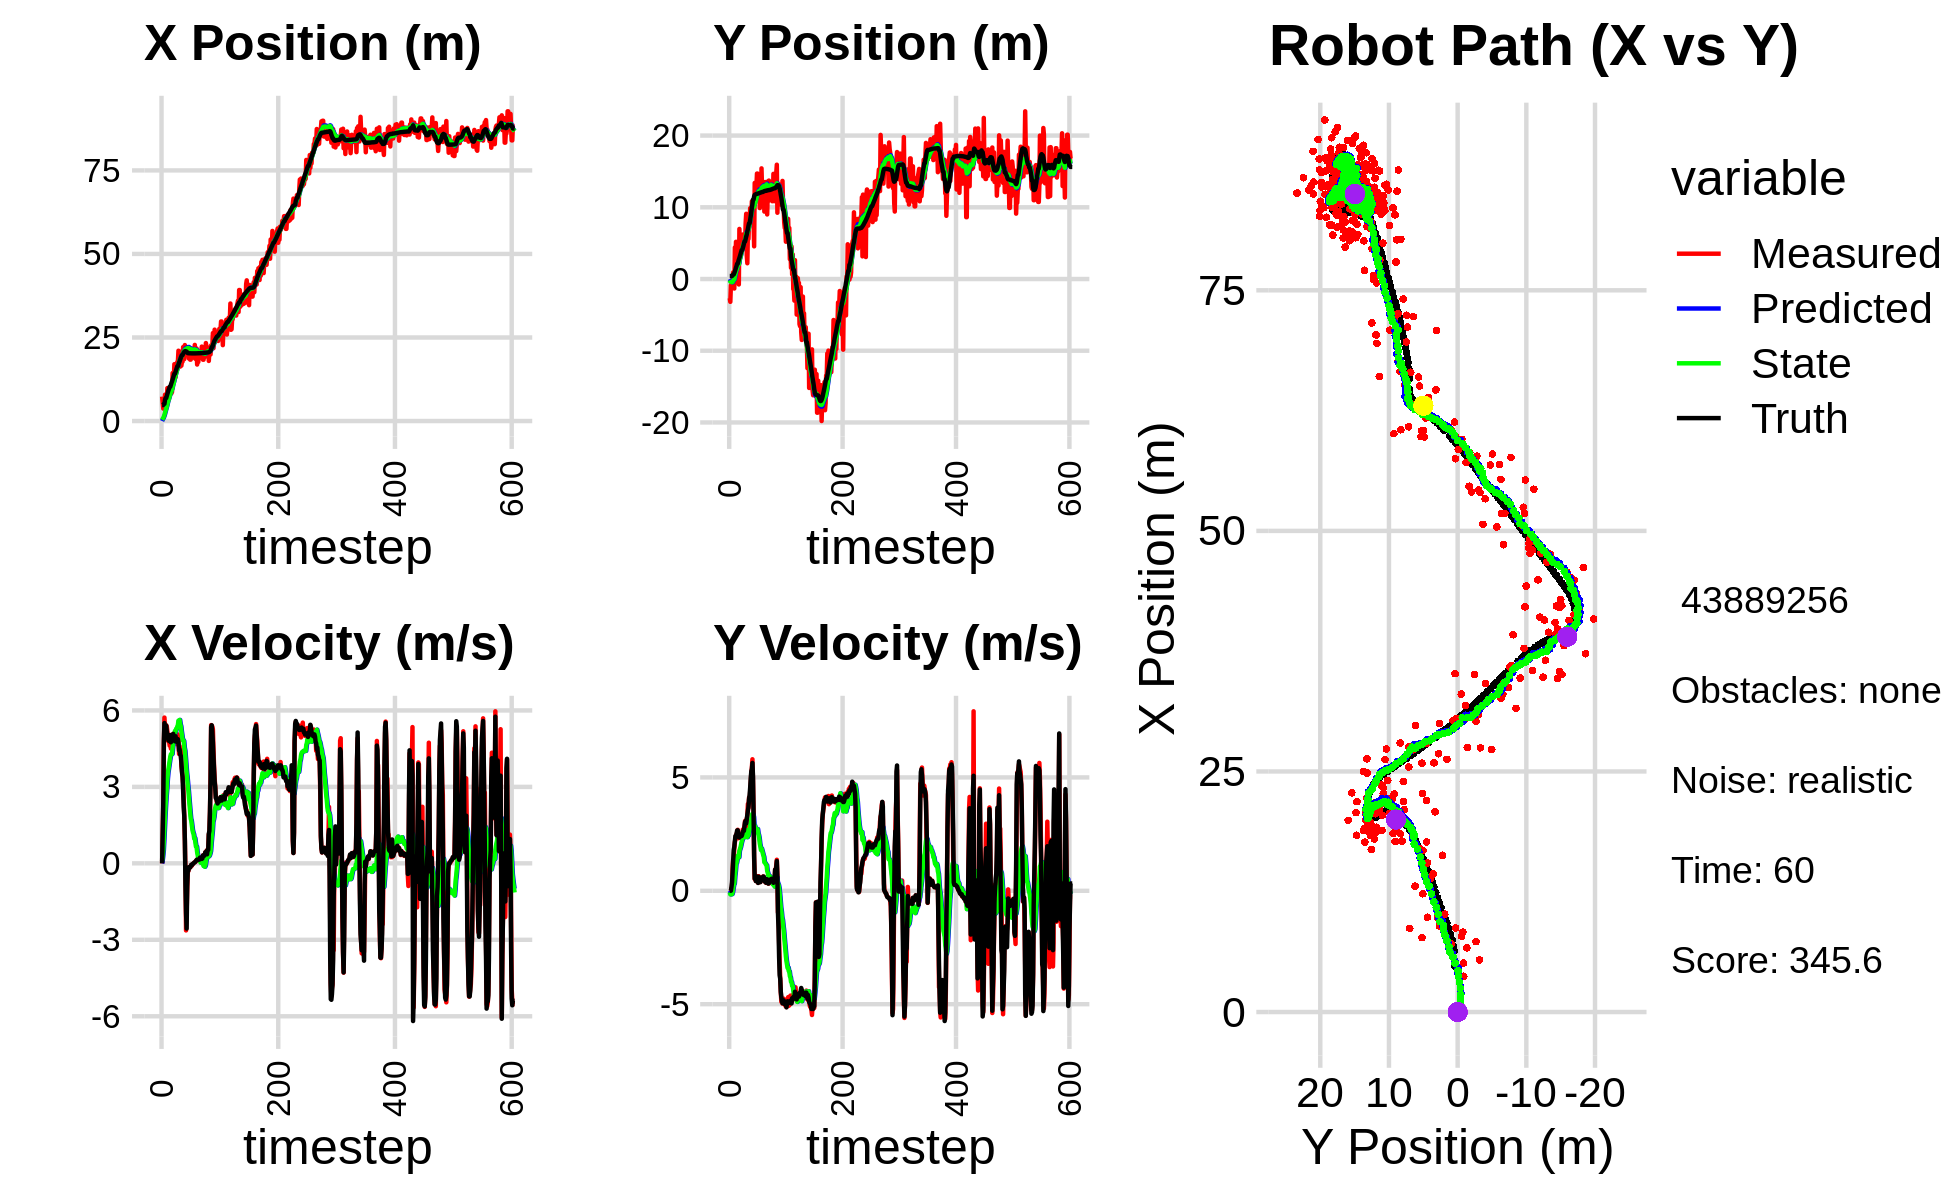 X Position (m)
75
50
25
0
0
200
400
600
timestep
Y Position (m)
20
10
0
-10
-20
0
200
400
600
timestep
X Velocity (m/s)
6
3
0
-3
-6
0
200
400
600
timestep
Y Velocity (m/s)
5
0
-5
0
200
400
600
timestep
Robot Path (X vs Y)
X Position (m)
75
50
25
0
20 10 0 -10 -20
Y Position (m)
variable
Measured
Predicted
State
Truth
43889256
Obstacles: none
Noise: realistic
Time: 60
Score: 345.6